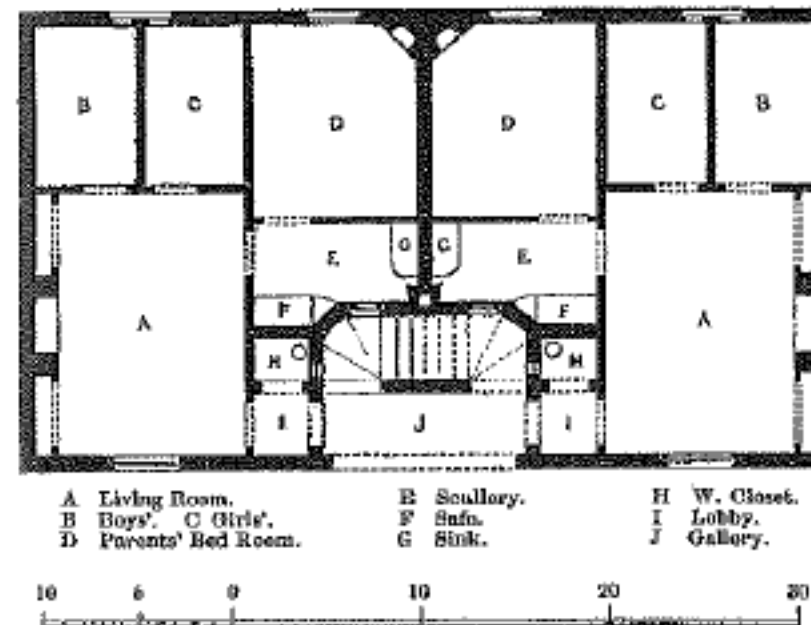 B C D D C B
G G
E E
A F F A
H H
I J I
A Living Room. E Scullery. H W. Closet.
B Boys'. C Girls'. F Safe. I Lobby.
D Parents' Bed Room. G Sink. J Gallery.
10 5 0 10 20 30